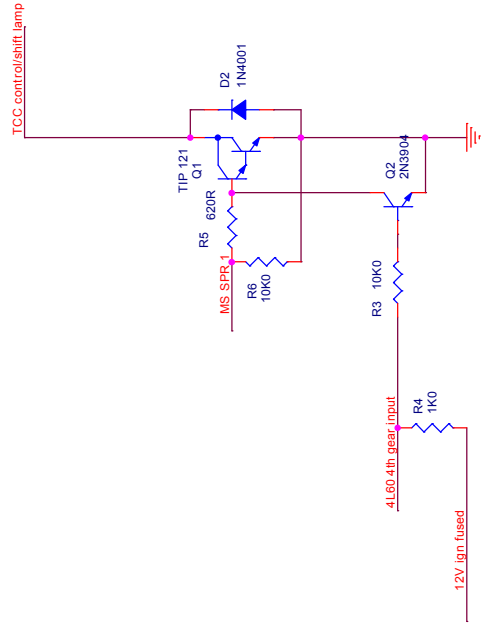 TCC control/shift lamp
D2
1N4001
TIP 121
Q1
620R
R5
MS SPR 1
R6
10K0
Q2
2N3904
R3 10K0
4L60 4th gear input
R4
1K0
12V ign fused